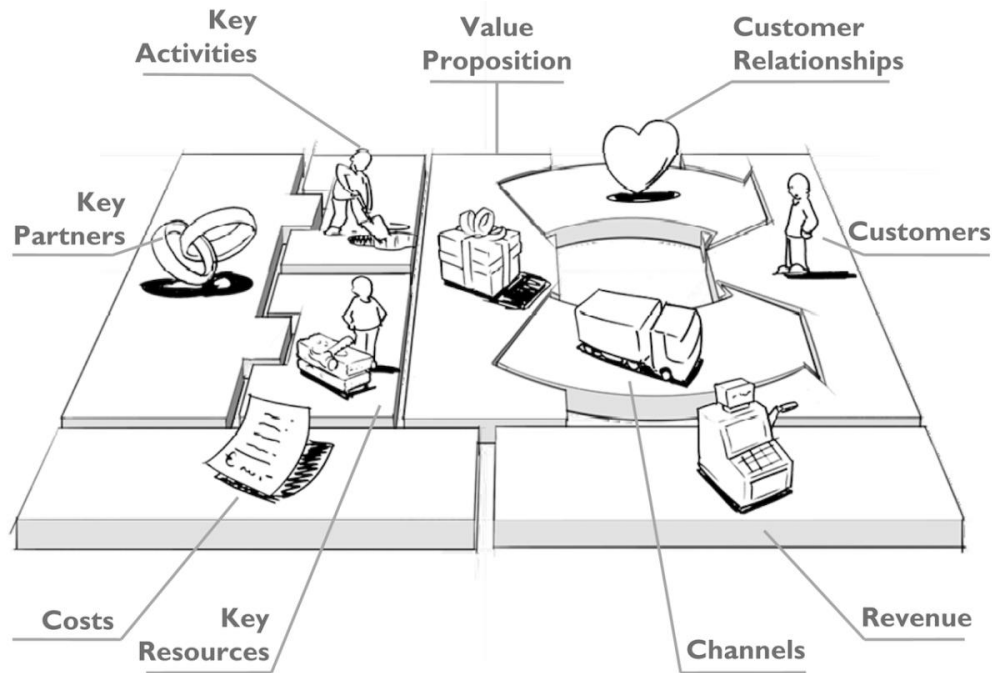 Key
Activities
Value
Proposition
Customer
Relationships
Key
Partners
Customers
€
Costs
Key
Resources
Channels
Revenue